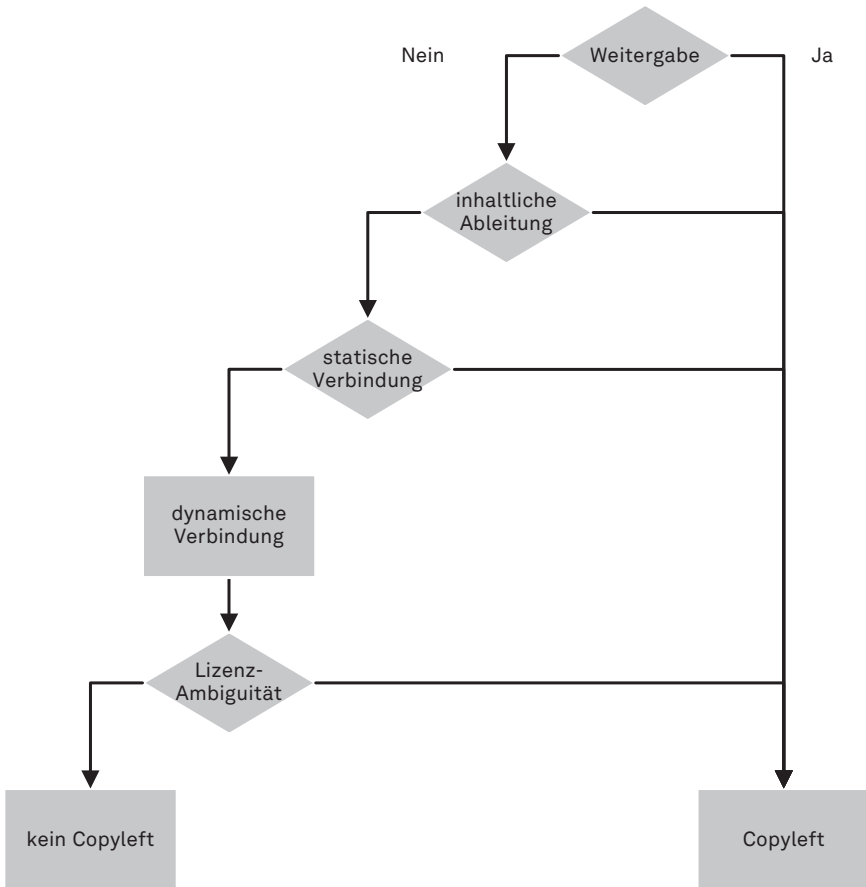 Nein
Weitergabe
Ja
inhaltliche
Ableitung
statische
Verbindung
dynamische
Verbindung
Lizenz-
Ambiguität
kein Copyleft
Copyleft